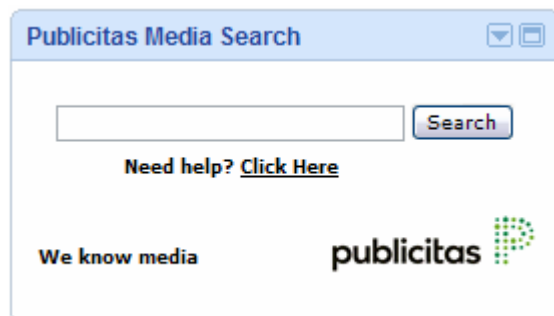 Publicitas Media Search
Search
Need help? Click Here
We know media
publicitas